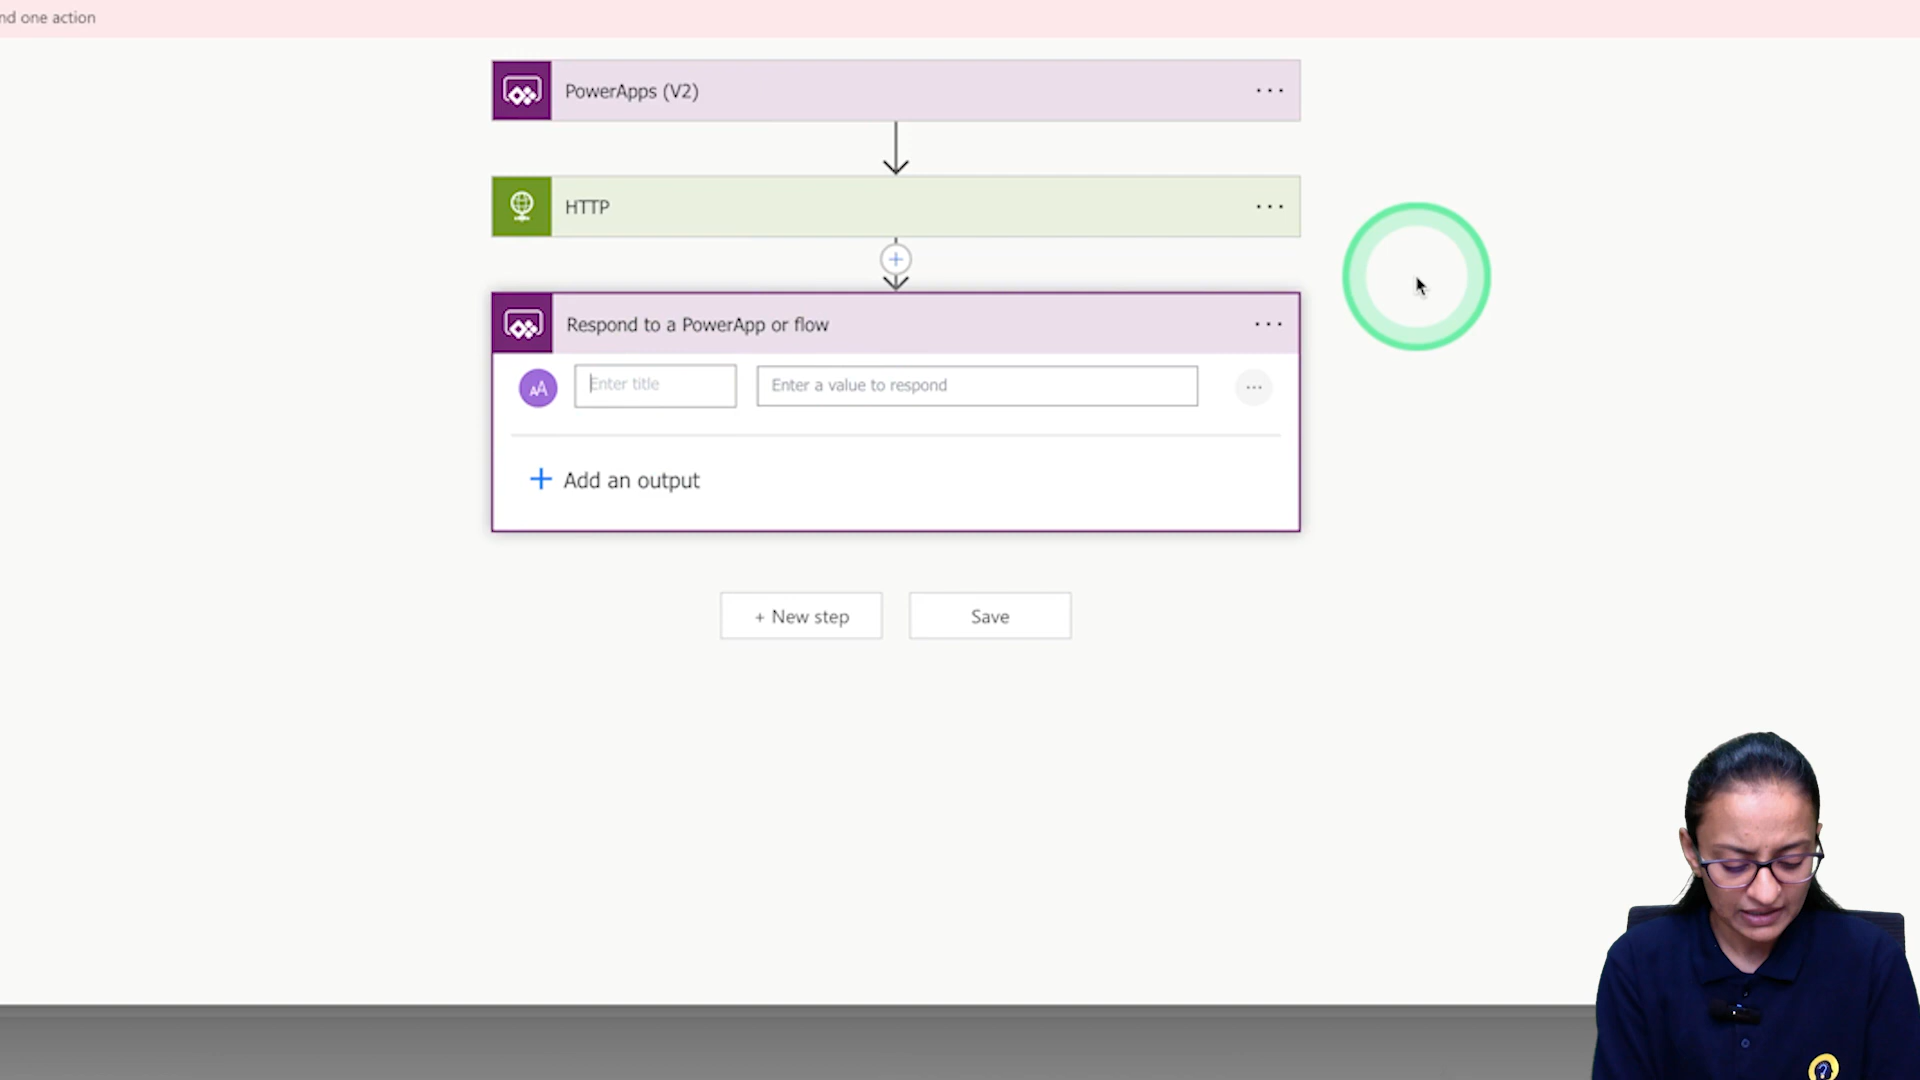 nd one action
PowerApps (V2)
HTTP
Respond to a PowerApp or flow
AA
Enter title
Enter a value to respond
+ Add an output
+ New step
Save
?